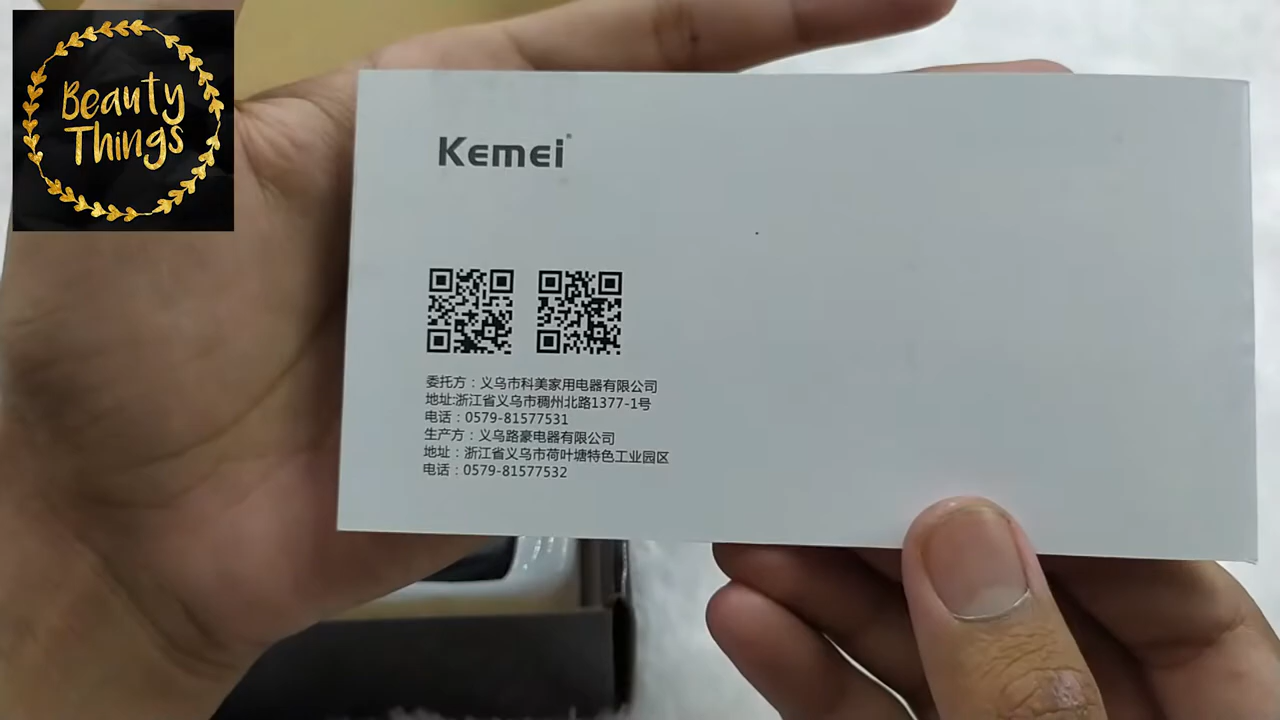 Beauty
Things
Kemei®
委托方：义乌市科美家用电器有限公司
地址:浙江省义乌市稠州北路1377-1号
电话：0579-81577531
生产方：义乌路豪电器有限公司
地址：浙江省义乌市荷叶塘特色工业园区
电话：0579-81577532